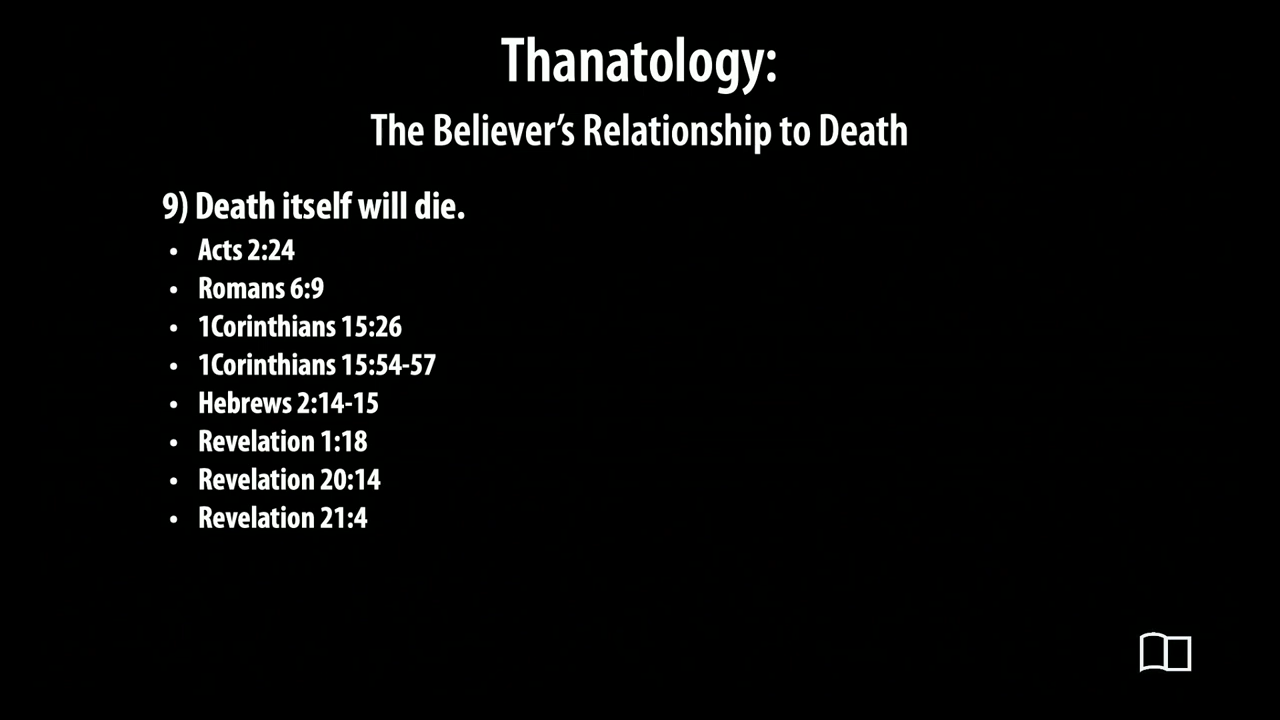 Thanatology:
The Believer’s Relationship to Death
9) Death itself will die.
• Acts 2:24
• Romans 6:9
• 1Corinthians 15:26
• 1Corinthians 15:54-57
• Hebrews 2:14-15
• Revelation 1:18
• Revelation 20:14
• Revelation 21:4